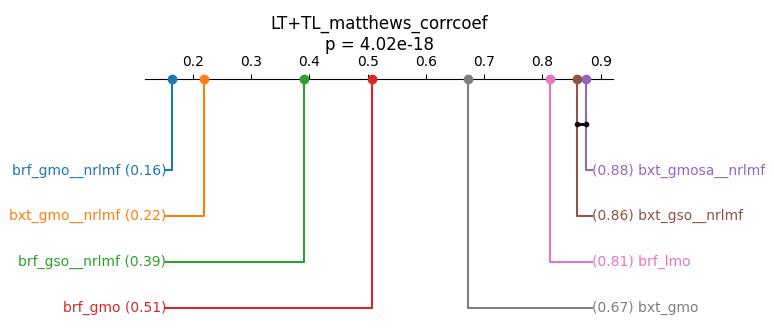 LT+TL_matthews_corrcoef
p = 4.02e-18
0.2 0.3 0.4 0.5 0.6 0.7 0.8 0.9
brf_gmo__nrlmf (0.16) (0.88) bxt_gmosa__nrlmf
bxt_gmo__nrlmf (0.22) (0.86) bxt_gso__nrlmf
brf_gso__nrlmf (0.39) (0.81) brf_lmo
brf_gmo (0.51) (0.67) bxt_gmo